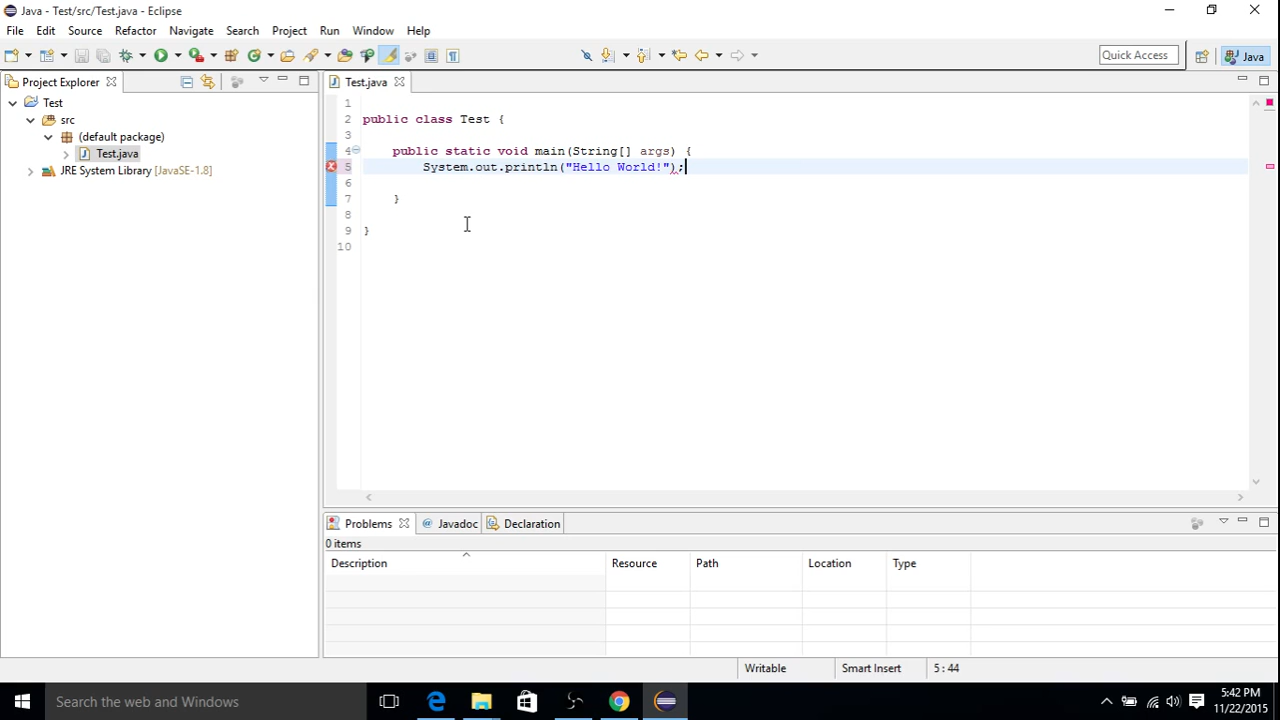 Java - Test/src/Test.java - Eclipse
File Edit Source Refactor Navigate Search Project Run Window Help
Quick Access
Java
Project Explorer
Test
src
(default package)
Test.java
JRE System Library [JavaSE-1.8]
Test.java
1
2 public class Test {
3
4 public static void main(String[] args) {
5 System.out.println("Hello World!");
6
7 }
8
9 }
10
Problems @ Javadoc Declaration
0 items
Description Resource Path Location Type
Writable Smart Insert 5 : 44
Search the web and Windows
5:42 PM
11/22/2015